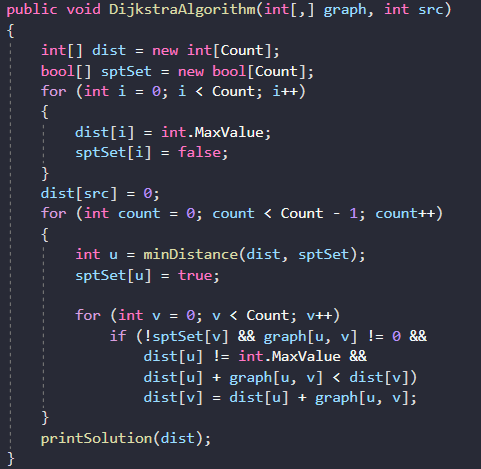 public void DijkstraAlgorithm(int[,] graph, int src)
{
    int[] dist = new int[Count];
    bool[] sptSet = new bool[Count];
    for (int i = 0; i < Count; i++)
    {
        dist[i] = int.MaxValue;
        sptSet[i] = false;
    }
    dist[src] = 0;
    for (int count = 0; count < Count - 1; count++)
    {
        int u = minDistance(dist, sptSet);
        sptSet[u] = true;

        for (int v = 0; v < Count; v++)
            if (!sptSet[v] && graph[u, v] != 0 &&
                dist[u] != int.MaxValue &&
                dist[u] + graph[u, v] < dist[v])
                dist[v] = dist[u] + graph[u, v];
    }
    printSolution(dist);
}